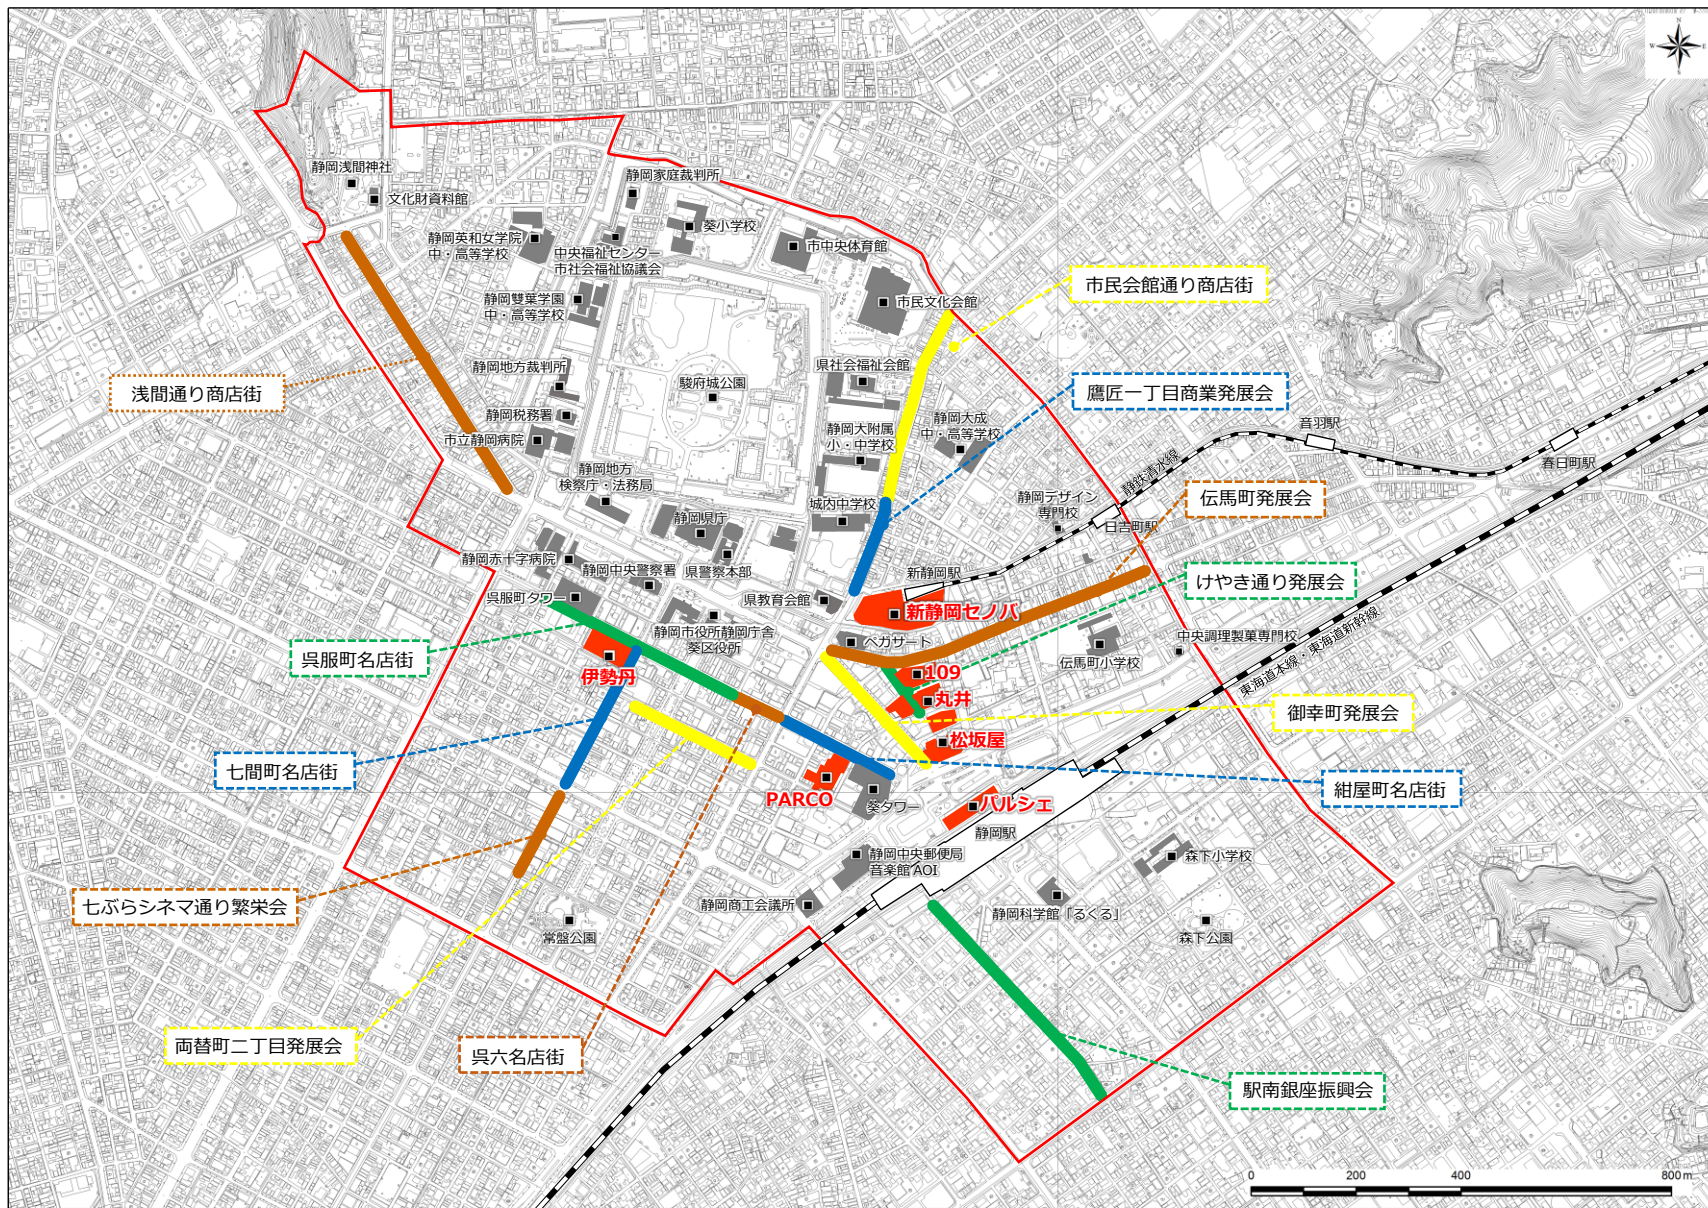 N
W
E
S
静岡浅間神社
文化財資料館
静岡家庭裁判所
葵小学校
静岡英和女学院
中・高等学校
中央福祉センター
市社会福祉協議会
市中央体育館
静岡雙葉学園
中・高等学校
市民文化会館
市民会館通り商店街
静岡地方裁判所
県社会福祉会館
浅間通り商店街
駿府城公園
鷹匠一丁目商業発展会
静岡税務署
市立静岡病院
静岡大附属
小・中学校
静岡大成
中・高等学校
音羽駅
春日町駅
静鉄清水線
静岡地方
検察庁・法務局
城内中学校
静岡デザイン
専門校
伝馬町発展会
静岡県庁
日吉町駅
静岡赤十字病院
静岡中央警察署
県警察本部
新静岡駅
けやき通り発展会
呉服町タワー
県教育会館
新静岡セノバ
静岡市役所静岡庁舎
葵区役所
ペガサート
伝馬町小学校
中央調理製菓専門校
東海道本線・東海道新幹線
呉服町名店街
伊勢丹
109
丸井
御幸町発展会
松坂屋
七間町名店街
PARCO
葵タワー
パルシェ
紺屋町名店街
静岡駅
静岡中央郵便局
音楽館 AOI
森下小学校
七ぶらシネマ通り繁栄会
静岡商工会議所
静岡科学館「るくる」
常盤公園
森下公園
両替町二丁目発展会
呉六名店街
駅南銀座振興会
0 200 400 800 m